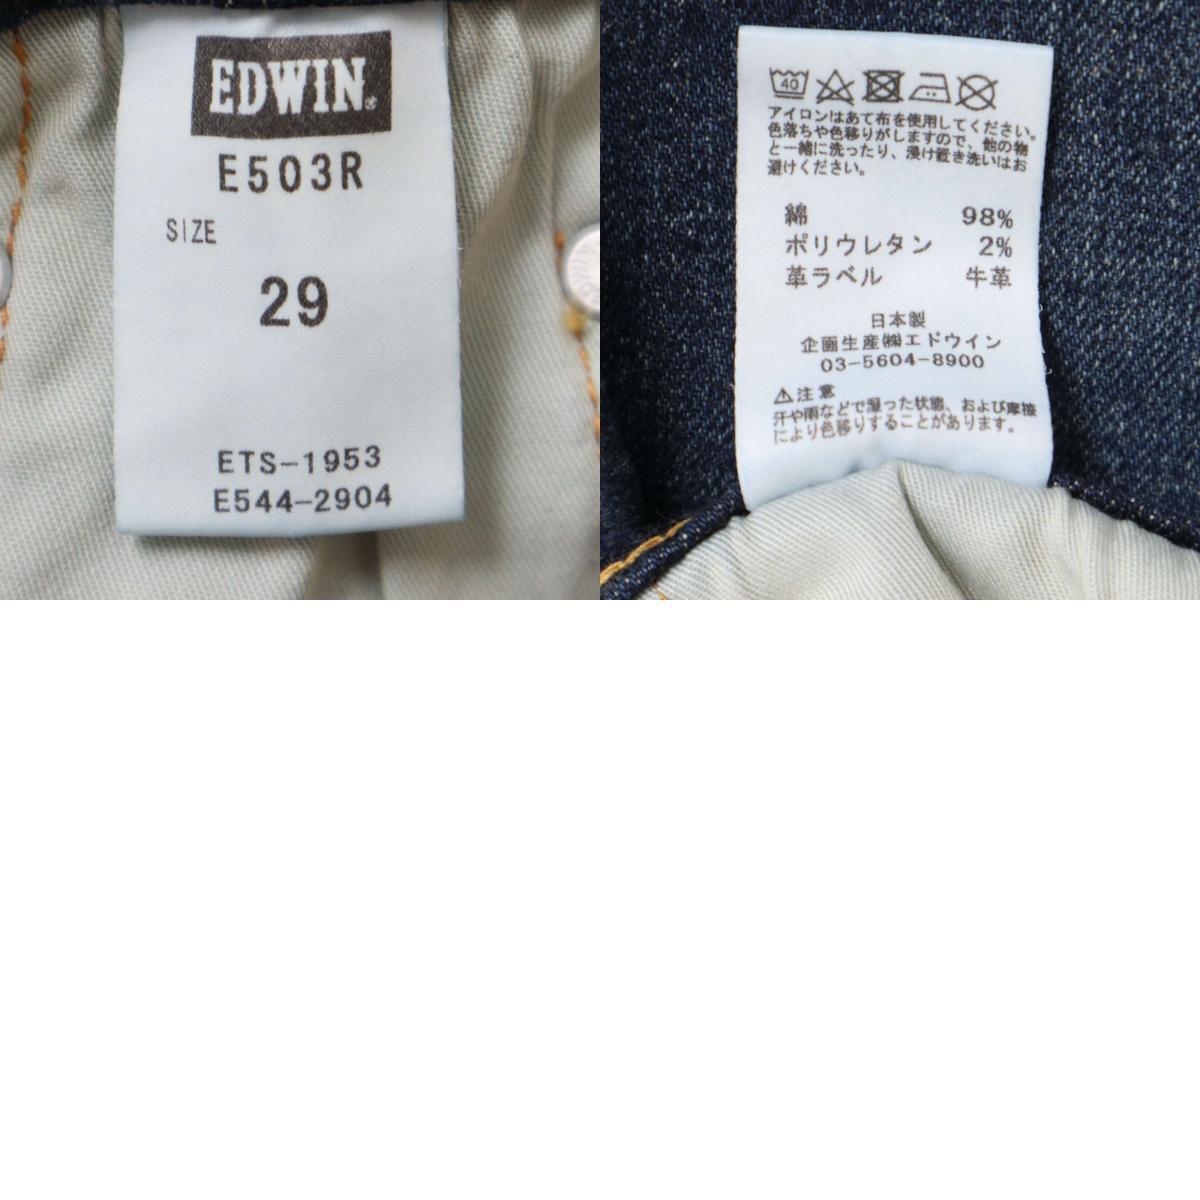 EDWIN
E503R
SIZE
29
ETS-1953
E544-2904
40
アイロンはあて布を使用してください。
色落ちや色移りがしますので、他の物
と一緒に洗ったり、浸け置き洗いはお
避けください。
綿 98%
ポリウレタン 2%
革ラベル 牛革
日本製
企画生産㈱エドウイン
03-5604-8900
⚠注意
汗や雨などで湿った状態、および摩擦
により色移りすることがあります。